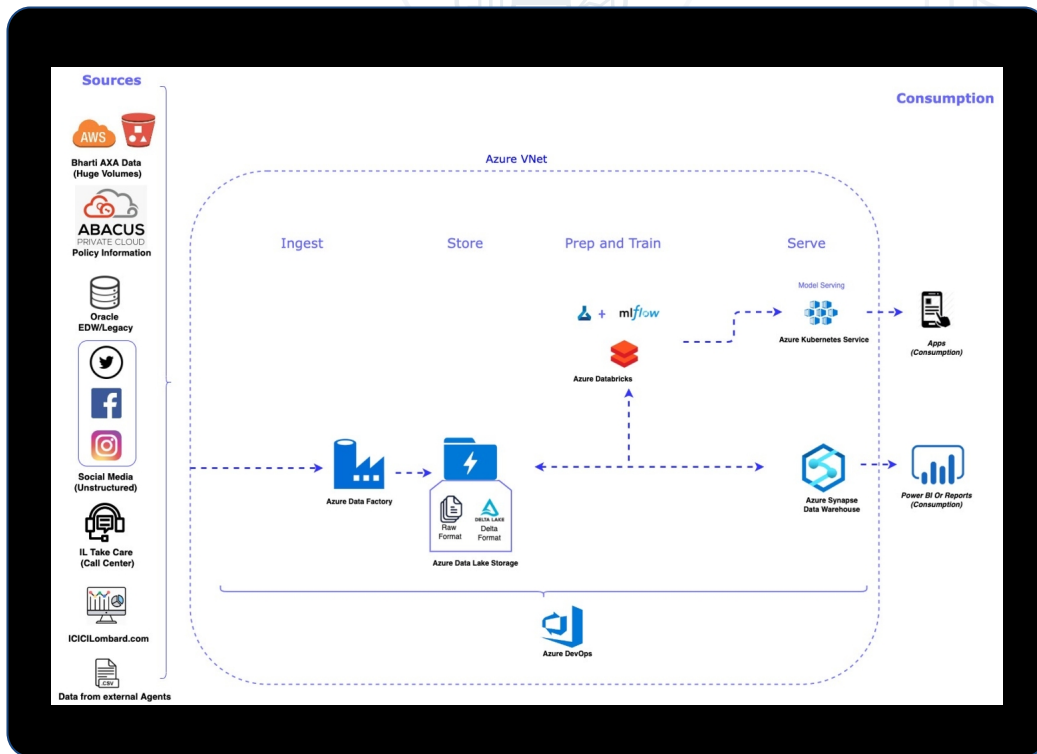 Sources
AWS
Bharti AXA Data
(Huge Volumes)
ABACUS
PRIVATE CLOUD
Policy Information
Oracle
EDW/Legacy
Social Media
(Unstructured)
IL Take Care
(Call Center)
ICICILombard.com
CSV
Data from external Agents
Azure VNet
Ingest
Store
Prep and Train
Serve
Azure Data Factory
Raw
Format
DELTA LAKE
Delta
Format
Azure Data Lake Storage
+ mlflow
Azure Databricks
Model Serving
Azure Kubernetes Service
Azure Synapse
Data Warehouse
Azure DevOps
Consumption
Apps
(Consumption)
Power BI Or Reports
(Consumption)